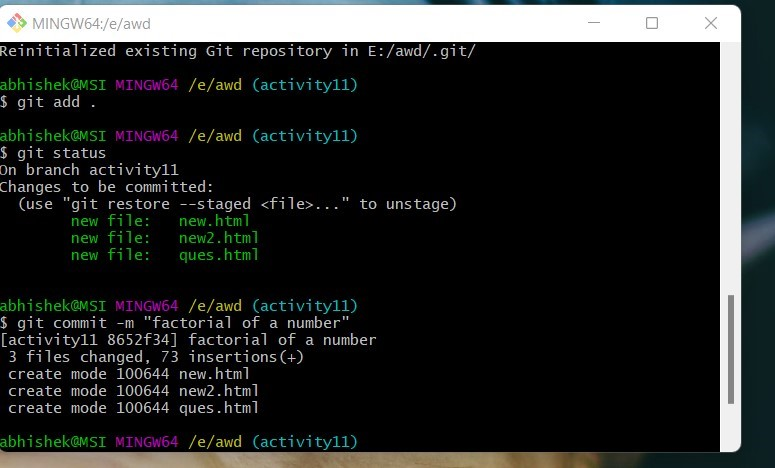 MINGW64:/e/awd
Reinitialized existing Git repository in E:/awd/.git/
abhishek@MSI MINGW64 /e/awd (activity11)
$ git add .
abhishek@MSI MINGW64 /e/awd (activity11)
$ git status
On branch activity11
Changes to be committed:
  (use "git restore --staged <file>..." to unstage)
        new file:   new.html
        new file:   new2.html
        new file:   ques.html
abhishek@MSI MINGW64 /e/awd (activity11)
$ git commit -m "factorial of a number"
[activity11 8652f34] factorial of a number
 3 files changed, 73 insertions(+)
 create mode 100644 new.html
 create mode 100644 new2.html
 create mode 100644 ques.html
abhishek@MSI MINGW64 /e/awd (activity11)